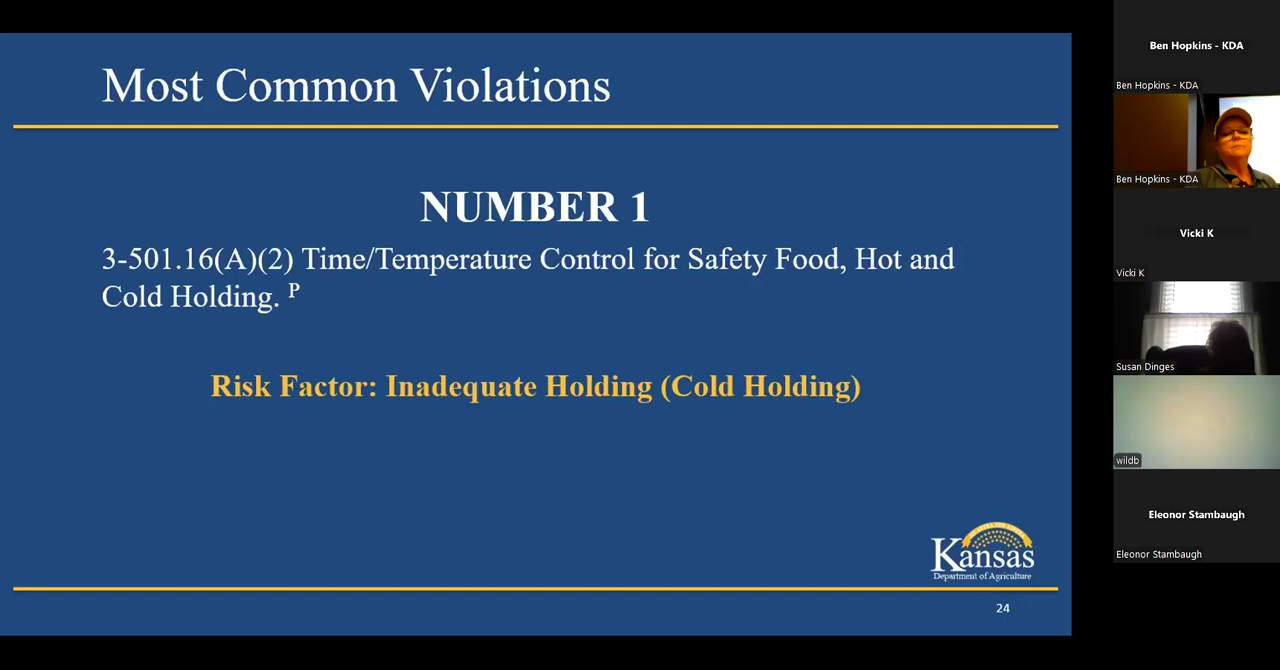 Most Common Violations
NUMBER 1
3-501.16(A)(2) Time/Temperature Control for Safety Food, Hot and
Cold Holding. P
Risk Factor: Inadequate Holding (Cold Holding)
Kansas
Department of Agriculture
24
Ben Hopkins - KDA
Ben Hopkins - KDA
Ben Hopkins - KDA
Vicki K
Vicki K
Susan Dinges
wildb
Eleonor Stambaugh
Eleonor Stambaugh